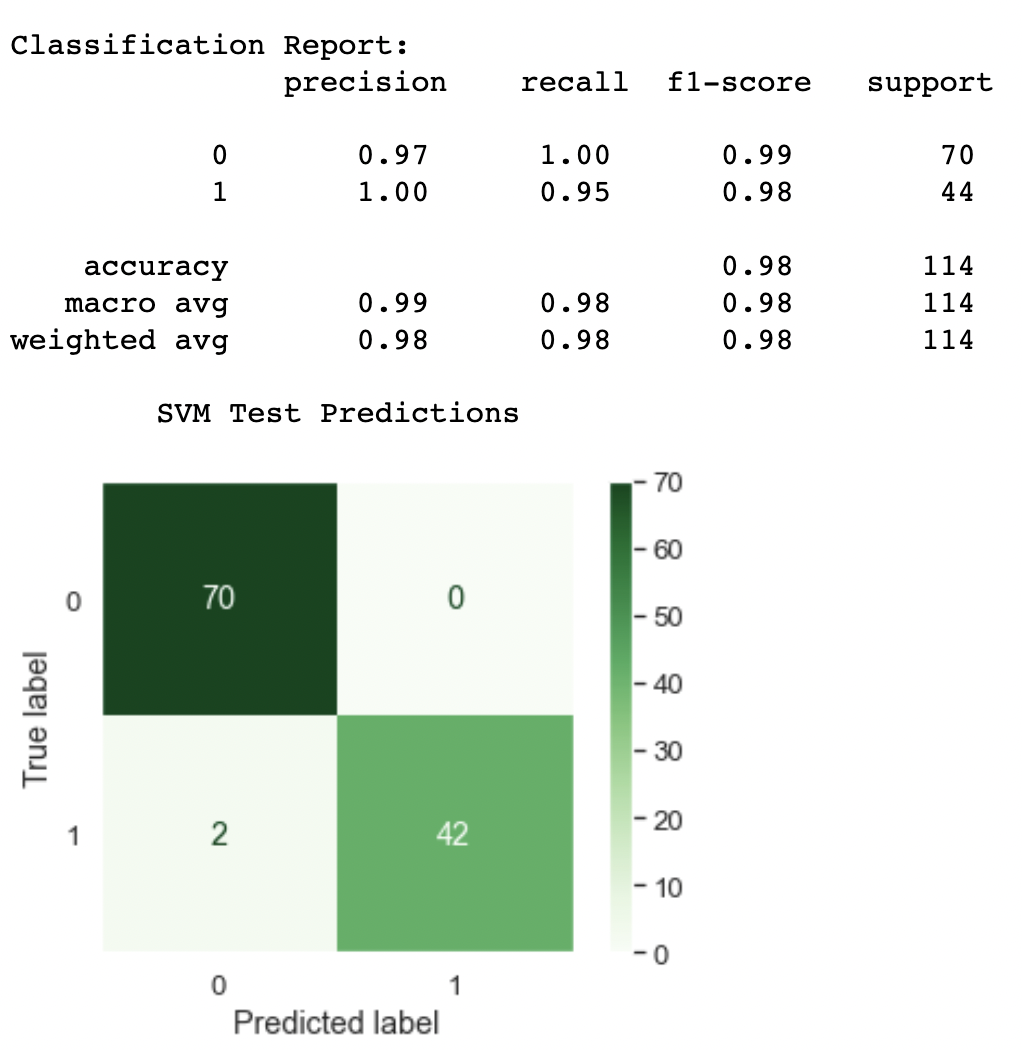 Classification Report:
precision recall f1-score support
0 0.97 1.00 0.99 70
1 1.00 0.95 0.98 44
accuracy 0.98 114
macro avg 0.99 0.98 0.98 114
weighted avg 0.98 0.98 0.98 114
SVM Test Predictions
True label
0
1
70 0
2 42
0 1
Predicted label
70
60
50
40
30
20
10
0